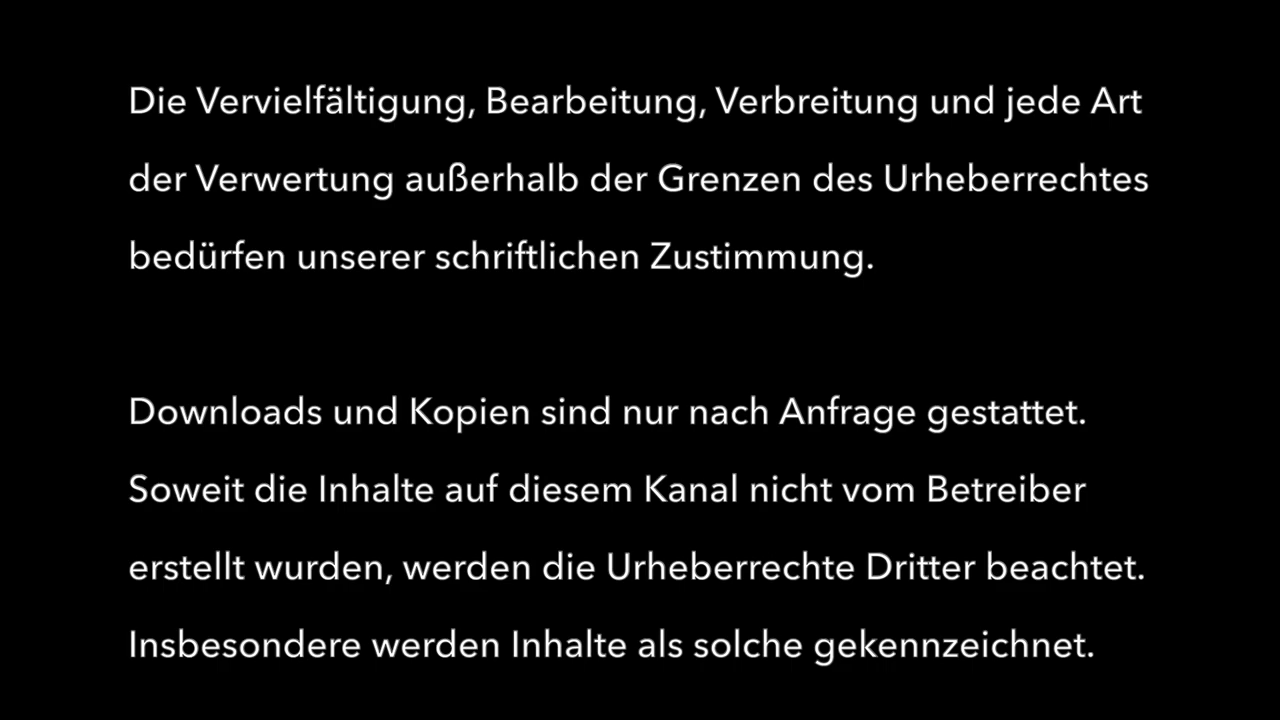 Die Vervielfältigung, Bearbeitung, Verbreitung und jede Art
der Verwertung außerhalb der Grenzen des Urheberrechtes
bedürfen unserer schriftlichen Zustimmung.
Downloads und Kopien sind nur nach Anfrage gestattet.
Soweit die Inhalte auf diesem Kanal nicht vom Betreiber
erstellt wurden, werden die Urheberrechte Dritter beachtet.
Insbesondere werden Inhalte als solche gekennzeichnet.